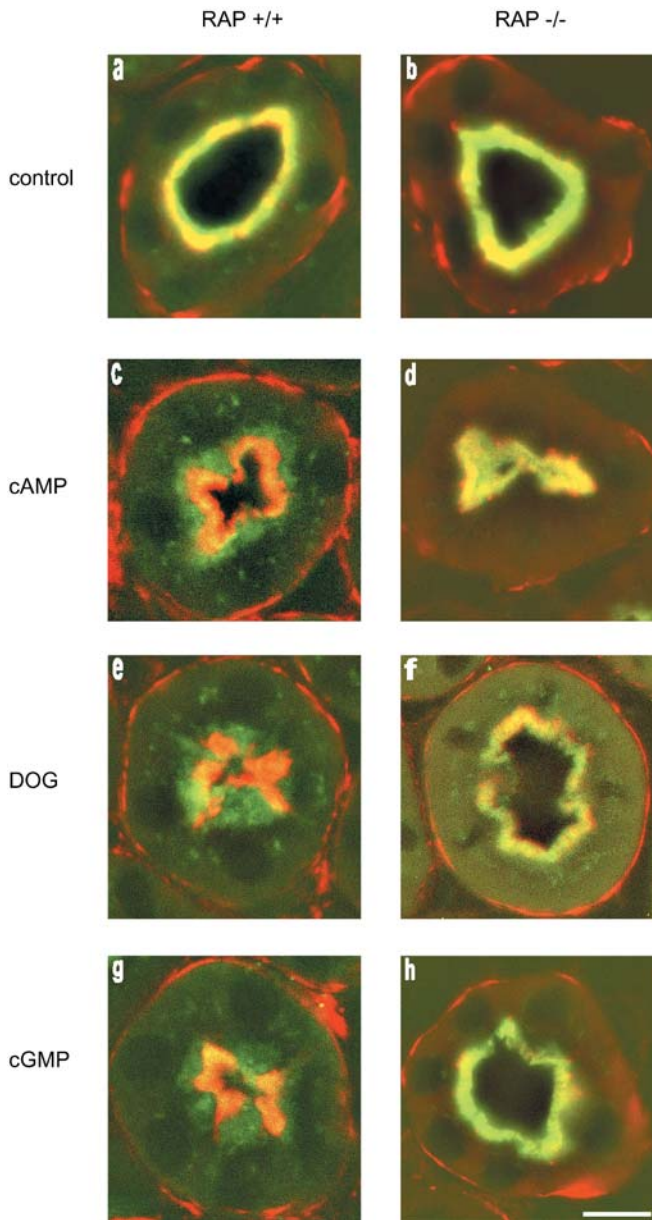 RAP +/+ RAP -/-
a b
control
c d
cAMP
e f
DOG
g h
cGMP